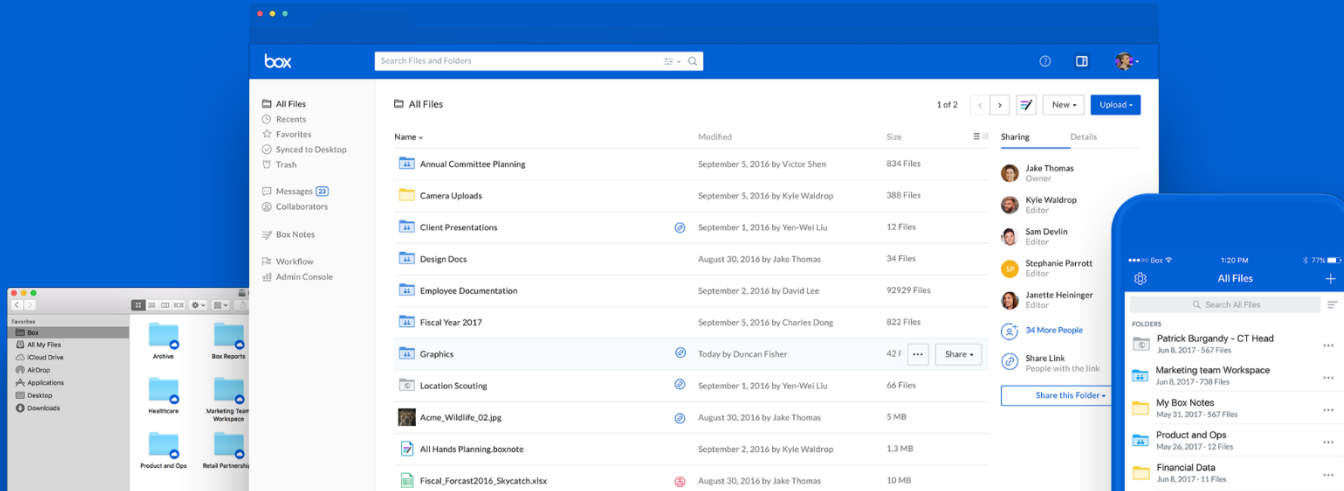 box
Search Files and Folders
All Files
Recents
Favorites
Synced to Desktop
Trash
Messages 23
Collaborators
Box Notes
Workflow
Admin Console
All Files
1 of 2
New
Upload
Name Modified Size
Annual Committee Planning September 5, 2016 by Victor Shen 834 Files
Camera Uploads September 5, 2016 by Kyle Waldrop 388 Files
Client Presentations September 1, 2016 by Yen-Wei Liu 12 Files
Design Docs August 30, 2016 by Jake Thomas 34 Files
Employee Documentation September 2, 2016 by David Lee 92929 Files
Fiscal Year 2017 September 5, 2016 by Charles Dong 822 Files
Graphics Today by Duncan Fisher 42 F ... Share
Location Scouting September 1, 2016 by Yen-Wei Liu 66 Files
Acme_Wildlife_02.jpg August 30, 2016 by Jake Thomas 5 MB
All Hands Planning.boxnote September 2, 2016 by Kyle Waldrop 1.3 MB
Fiscal_Forcast2016_Skycatch.xlsx August 30, 2016 by Jake Thomas 10 MB
Sharing Details
Jake Thomas
Owner
Kyle Waldrop
Editor
Sam Devlin
Editor
SP
Stephanie Parrott
Editor
Janette Heininger
Editor
34 More People
Share Link
People with the link
Share this Folder
Favorites
Box
All My Files
iCloud Drive
AirDrop
Applications
Desktop
Downloads
Archive Box Reports
Healthcare Marketing Team
Workspace
Product and Ops Retail Partnership
Box 1:20 PM 77%
All Files
Search All Files
FOLDERS
Patrick Burgandy - CT Head
Jun 8, 2017 · 567 Files
Marketing team Workspace
Jun 8, 2017 · 738 Files
My Box Notes
May 31, 2017 · 567 Files
Product and Ops
May 26, 2017 · 12 Files
Financial Data
Jun 8, 2017 · 11 Files